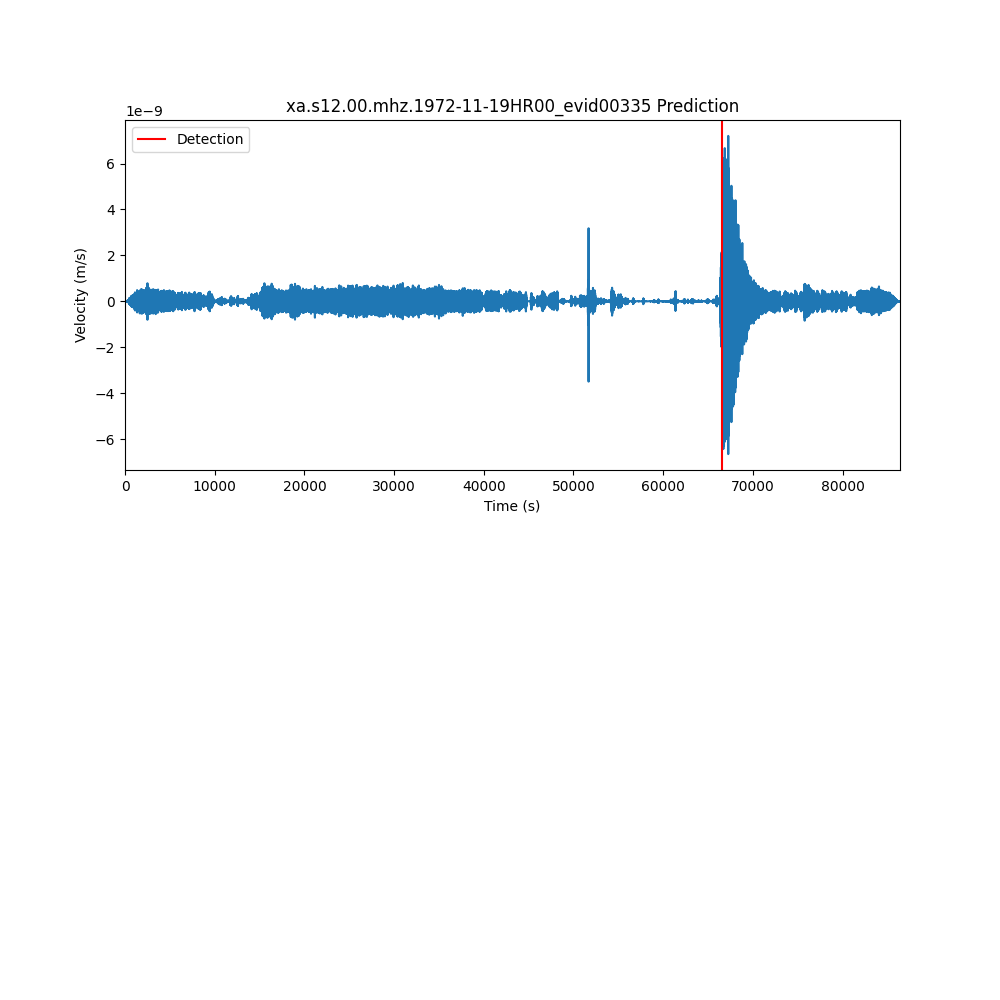 xa.s12.00.mhz.1972-11-19HR00_evid00335 Prediction
1e−9
Detection
6
4
2
0
−2
−4
−6
Velocity (m/s)
0 10000 20000 30000 40000 50000 60000 70000 80000
Time (s)